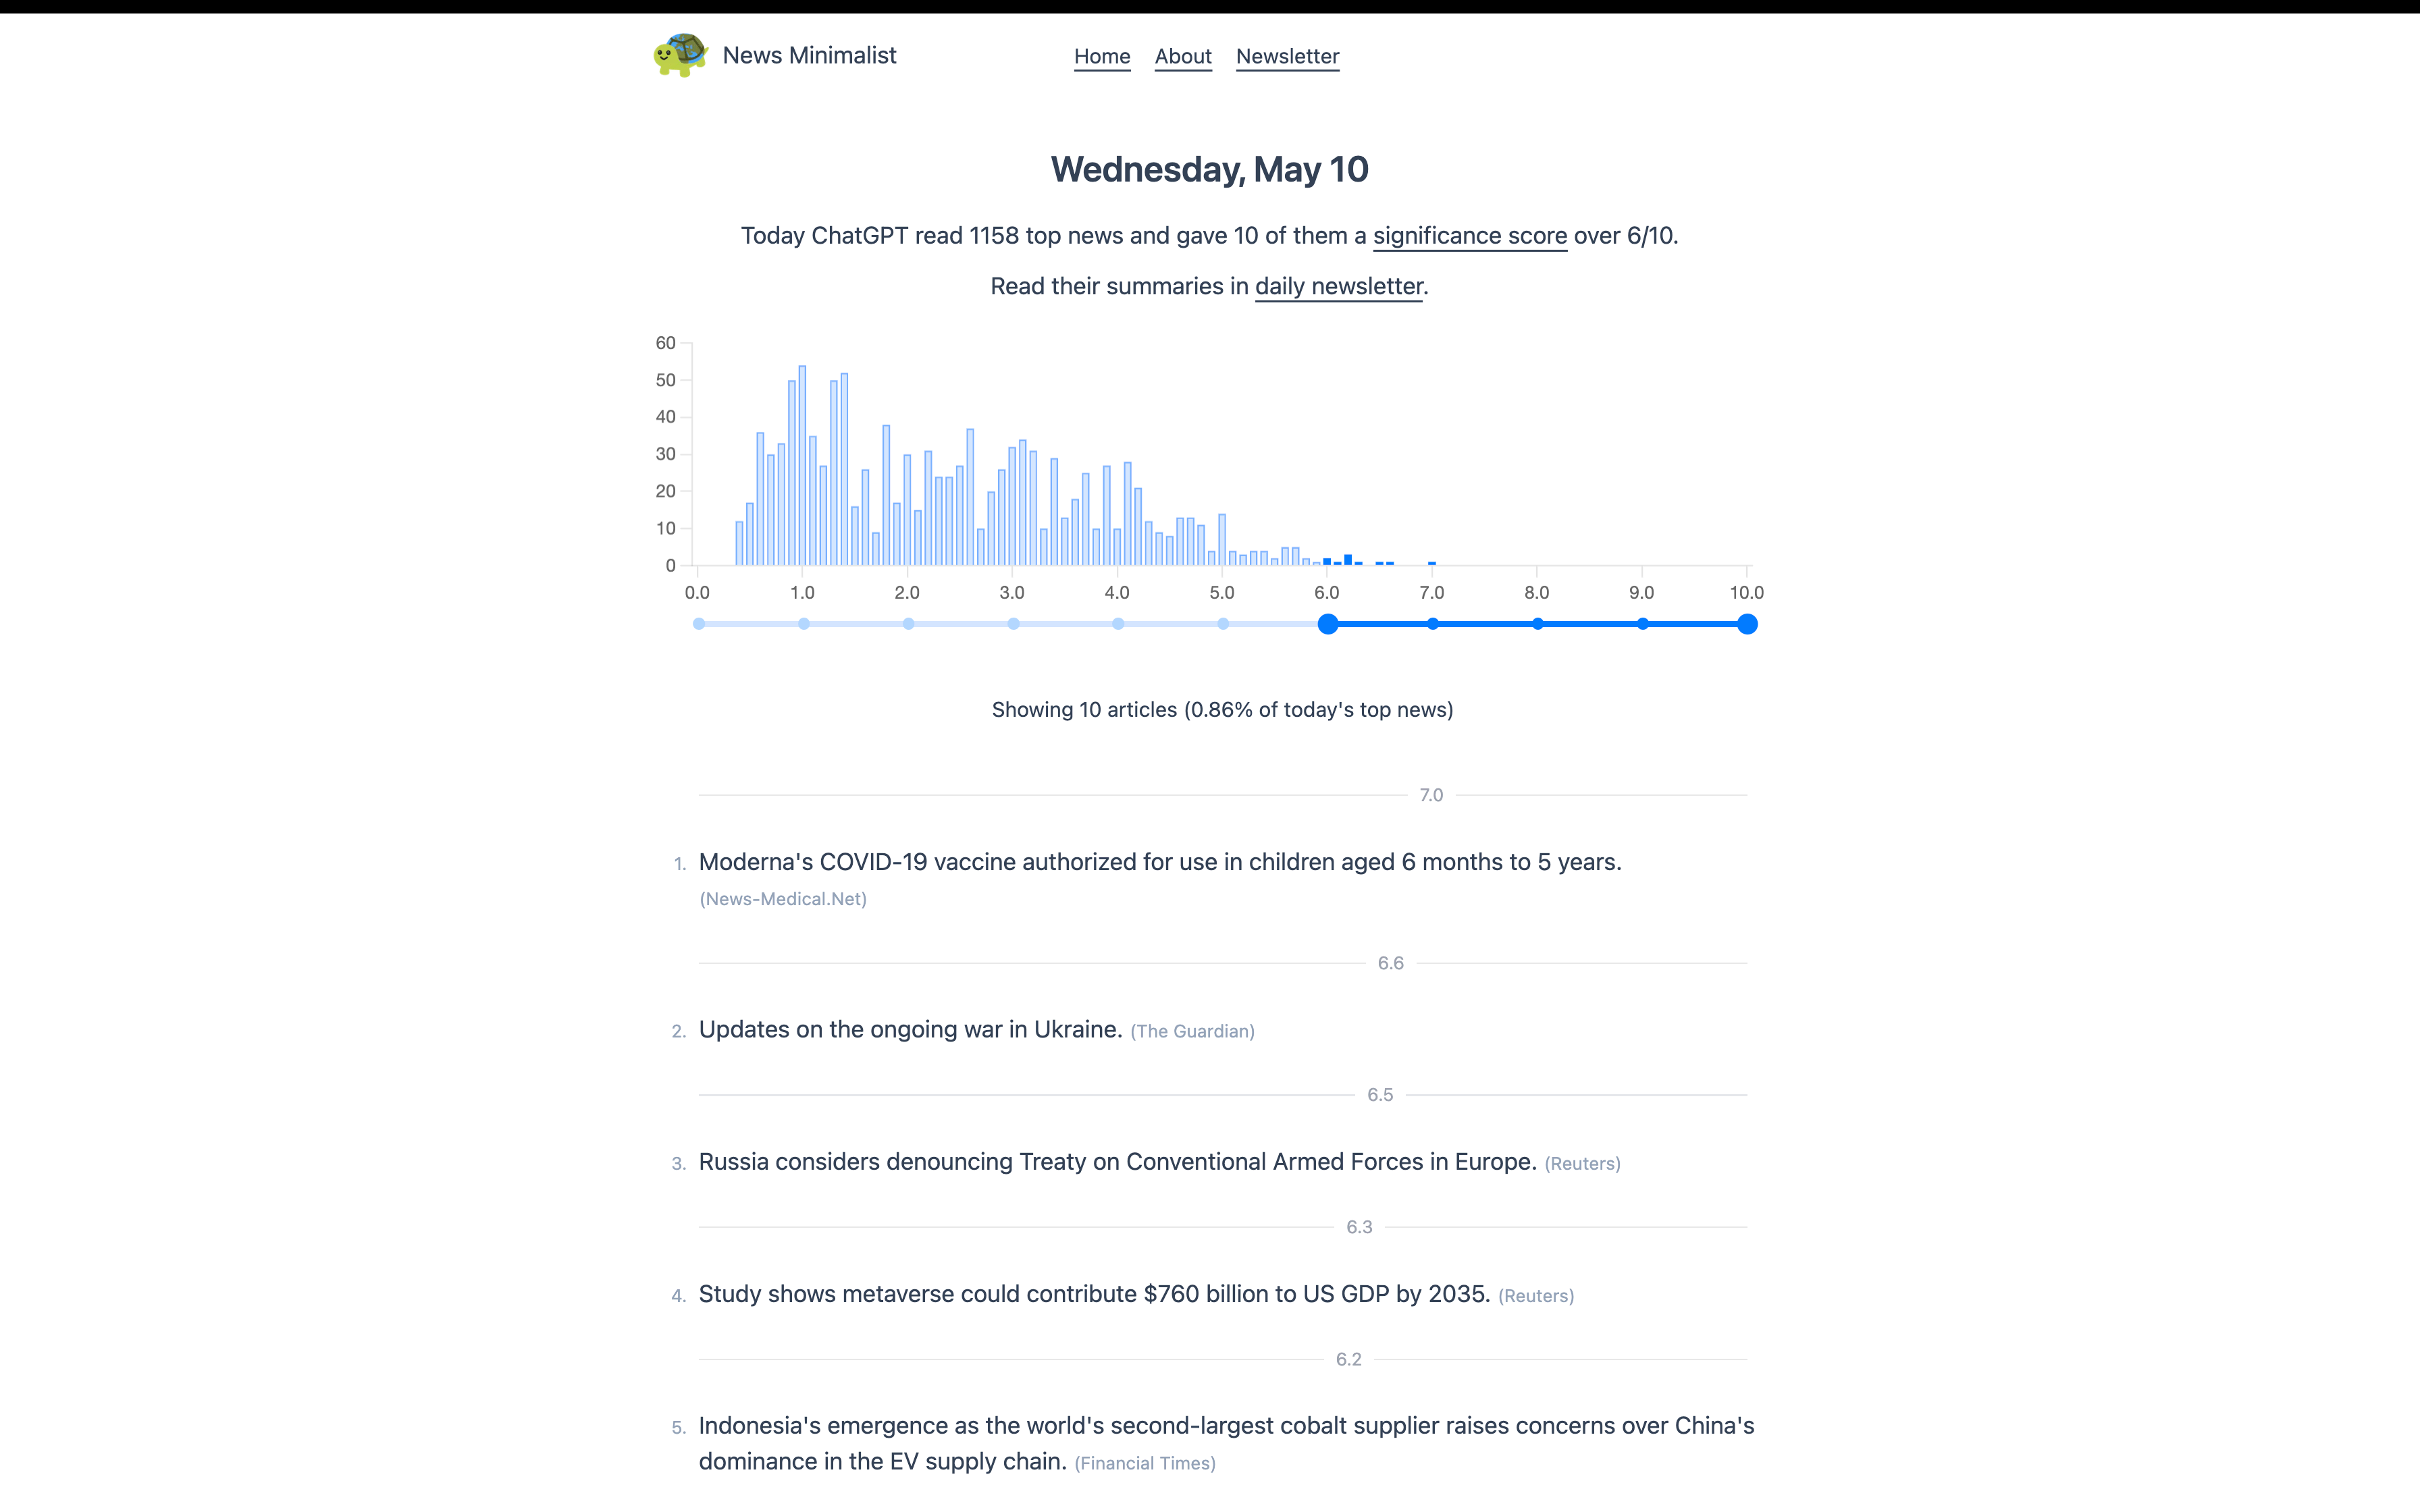 News Minimalist
Home About Newsletter
Wednesday, May 10
Today ChatGPT read 1158 top news and gave 10 of them a significance score over 6/10.
Read their summaries in daily newsletter.
60
50
40
30
20
10
0
0.0 1.0 2.0 3.0 4.0 5.0 6.0 7.0 8.0 9.0 10.0
Showing 10 articles (0.86% of today's top news)
7.0
1. Moderna's COVID-19 vaccine authorized for use in children aged 6 months to 5 years.
(News-Medical.Net)
6.6
2. Updates on the ongoing war in Ukraine. (The Guardian)
6.5
3. Russia considers denouncing Treaty on Conventional Armed Forces in Europe. (Reuters)
6.3
4. Study shows metaverse could contribute $760 billion to US GDP by 2035. (Reuters)
6.2
5. Indonesia's emergence as the world's second-largest cobalt supplier raises concerns over China's
dominance in the EV supply chain. (Financial Times)